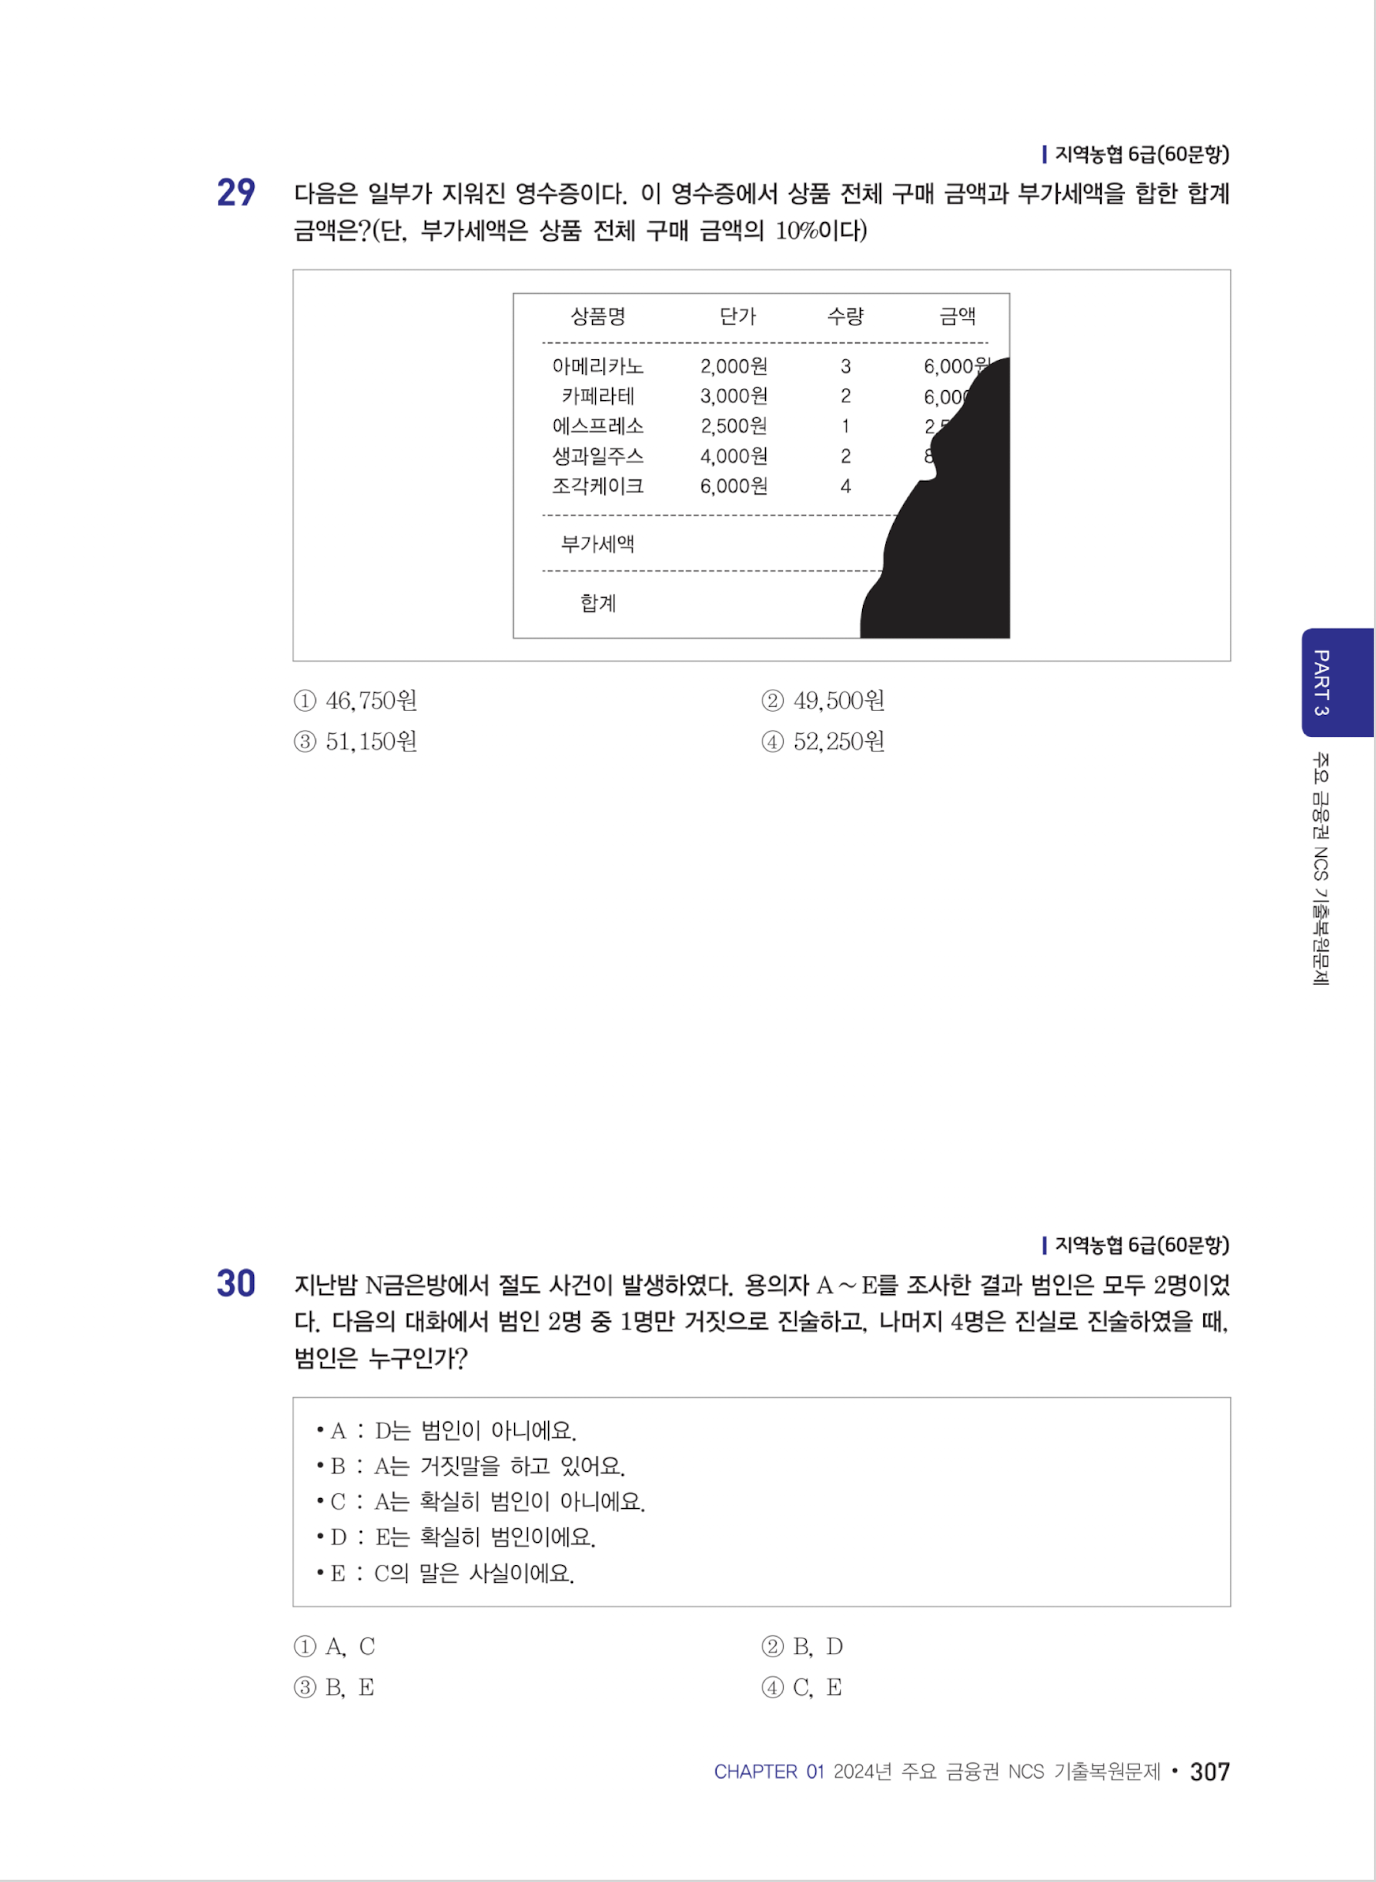 지역농협 6급(60문항)
29 다음은 일부가 지워진 영수증이다. 이 영수증에서 상품 전체 구매 금액과 부가세액을 합한 합계
금액은?(단, 부가세액은 상품 전체 구매 금액의 10%이다)
상품명 단가 수량 금액
아메리카노 2,000원 3 6,000원
카페라테 3,000원 2 6,000
에스프레소 2,500원 1 2,5
생과일주스 4,000원 2 8
조각케이크 6,000원 4
부가세액
합계
① 46,750원 ② 49,500원
③ 51,150원 ④ 52,250원
PART 3
주요 금융권 NCS 기출복원문제
지역농협 6급(60문항)
30 지난밤 N금은방에서 절도 사건이 발생하였다. 용의자 A~E를 조사한 결과 범인은 모두 2명이었
다. 다음의 대화에서 범인 2명 중 1명만 거짓으로 진술하고, 나머지 4명은 진실로 진술하였을 때,
범인은 누구인가?
• A : D는 범인이 아니에요.
• B : A는 거짓말을 하고 있어요.
• C : A는 확실히 범인이 아니에요.
• D : E는 확실히 범인이에요.
• E : C의 말은 사실이에요.
① A, C ② B, D
③ B, E ④ C, E
CHAPTER 01 2024년 주요 금융권 NCS 기출복원문제 • 307